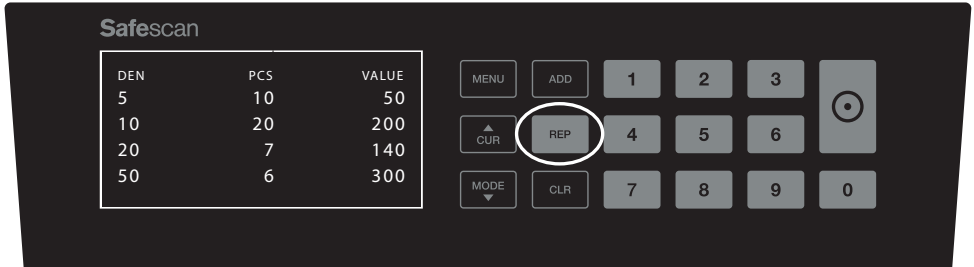 Safescan
DEN PCS VALUE
5 10 50
10 20 200
20 7 140
50 6 300
MENU ADD 1 2 3
CUR REP 4 5 6
MODE CLR 7 8 9 0